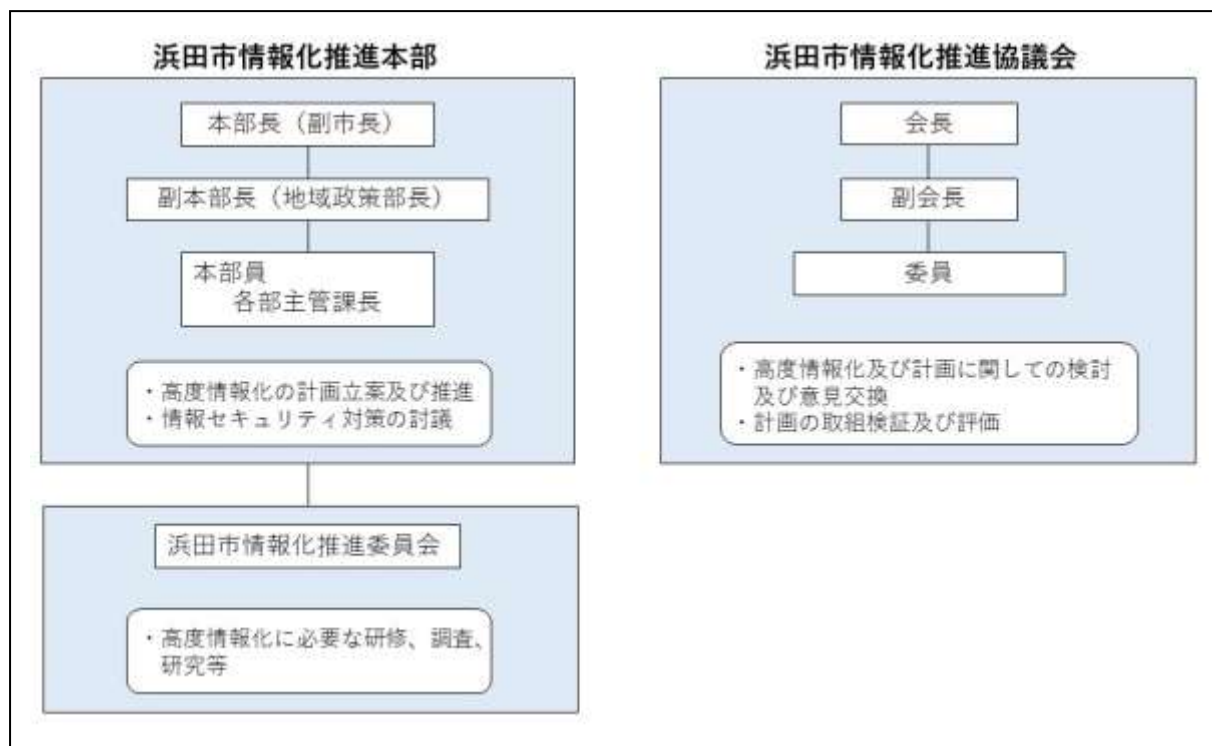 浜田市情報化推進本部
本部長（副市長）
副本部長（地域政策部長）
本部員
各部主管課長
・高度情報化の計画立案及び推進
・情報セキュリティ対策の討議
浜田市情報化推進委員会
・高度情報化に必要な研修、調査、
研究等
浜田市情報化推進協議会
会長
副会長
委員
・高度情報化及び計画に関しての検討
及び意見交換
・計画の取組検証及び評価